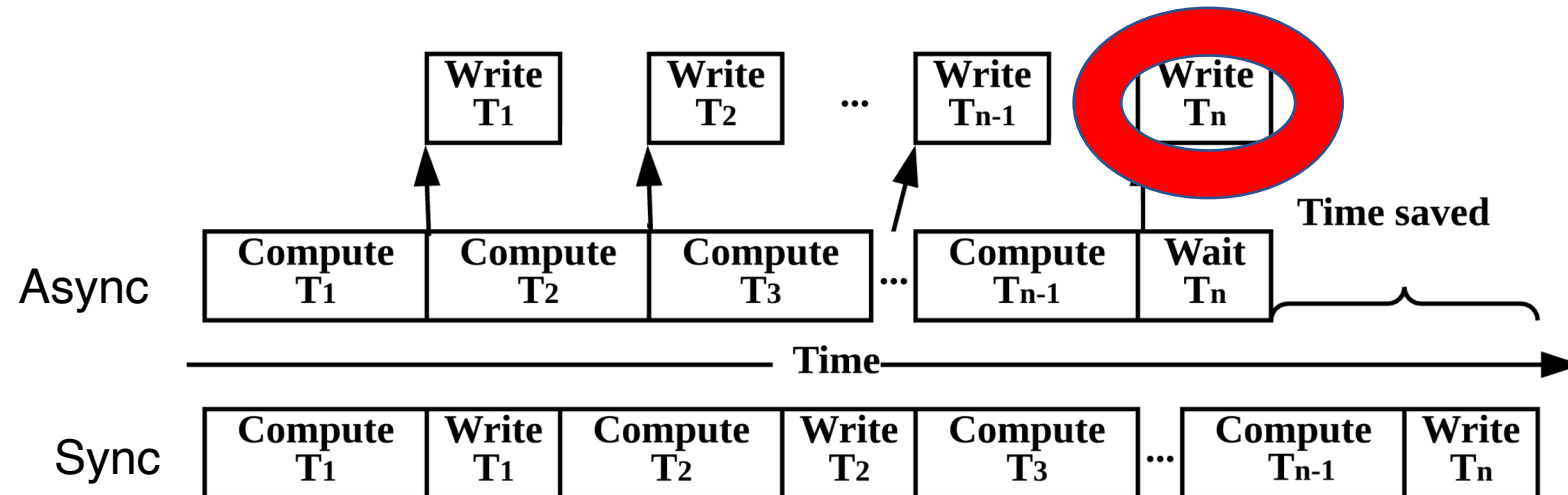 Write
T1
Write
T2
...
Write
Tn-1
Write
Tn
Time saved
Async
Compute
T1
Compute
T2
Compute
T3
...
Compute
Tn-1
Wait
Tn
Time
Sync
Compute
T1
Write
T1
Compute
T2
Write
T2
Compute
T3
...
Compute
Tn-1
Write
Tn